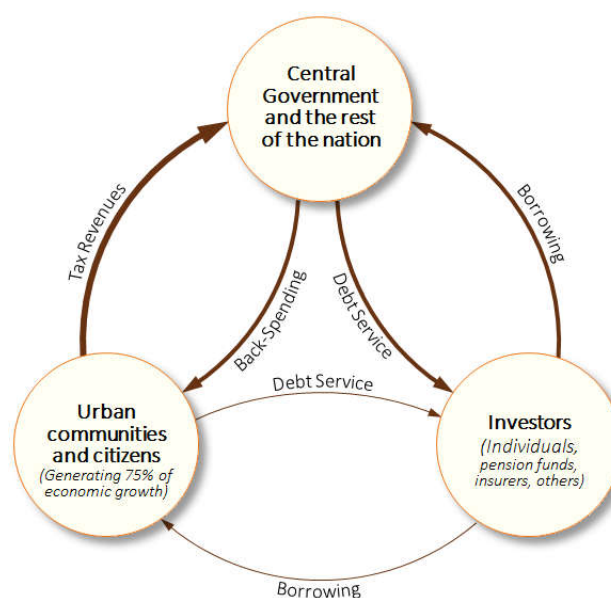 Central
Government
and the rest
of the nation
Tax Revenues
Borrowing
Back-Spending
Debt Service
Debt Service
Urban
communities
and citizens
(Generating 75% of
economic growth)
Investors
(Individuals,
pension funds,
insurers, others)
Borrowing